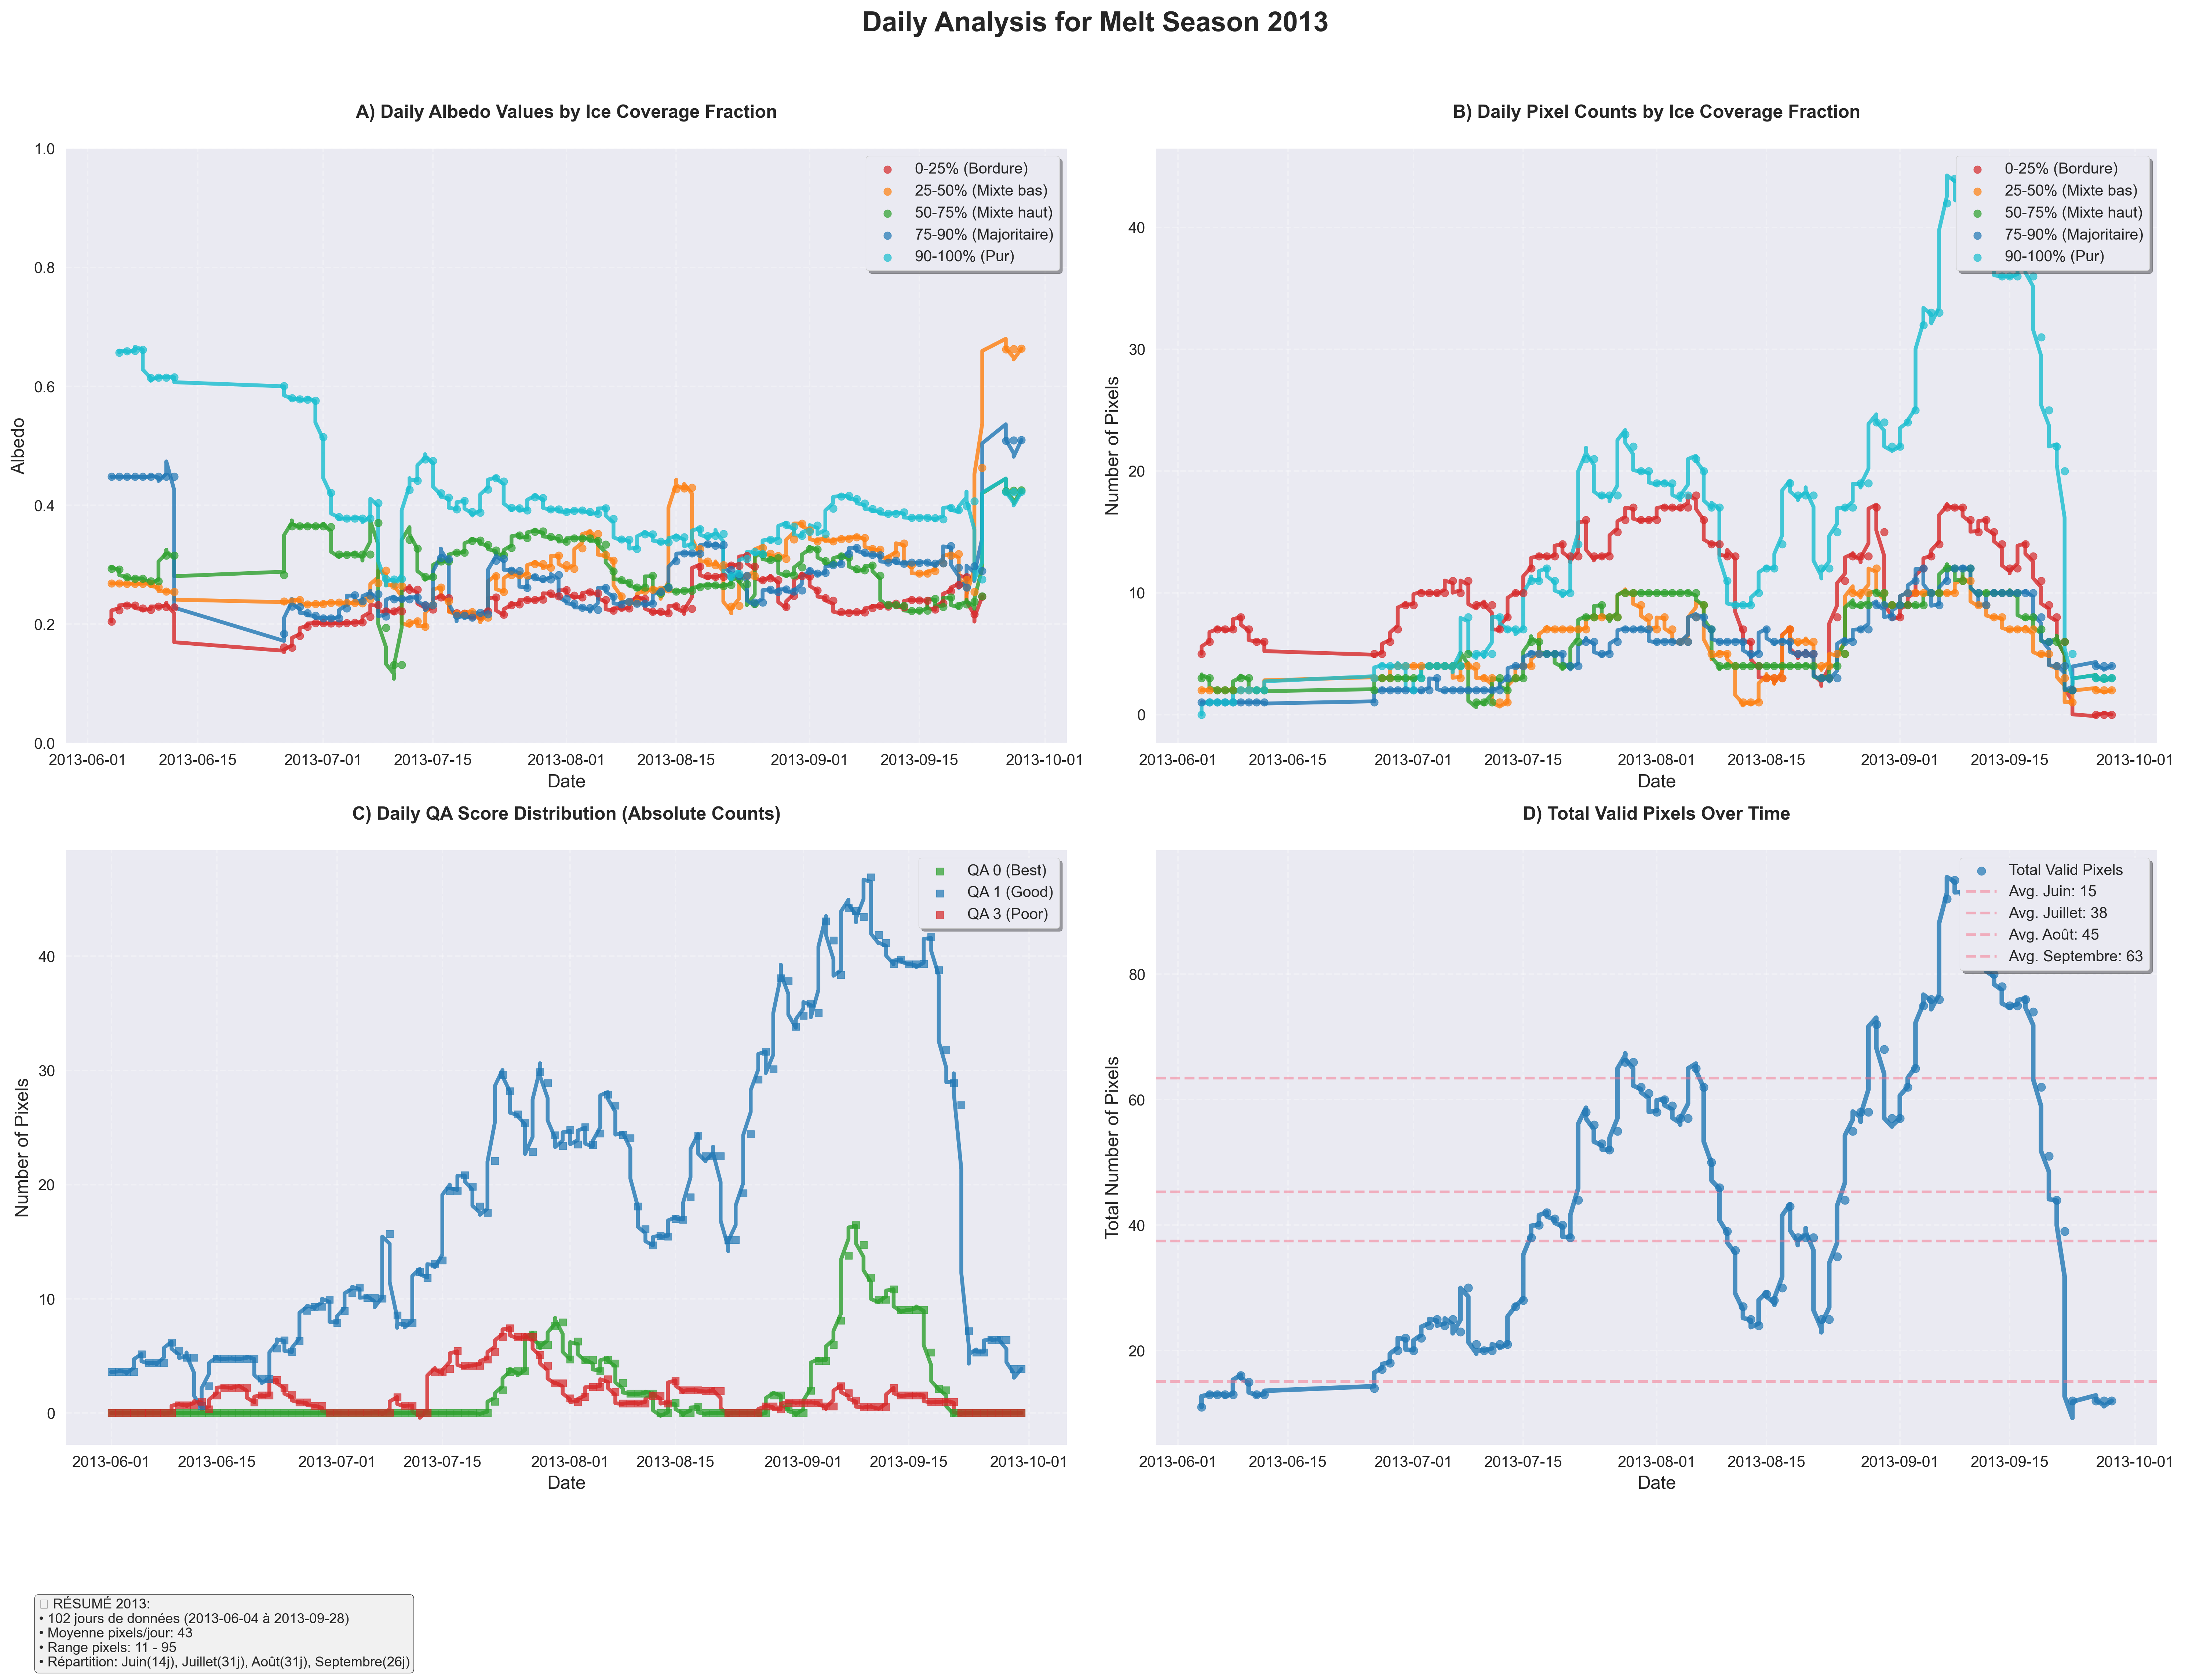 Daily Analysis for Melt Season 2013
A) Daily Albedo Values by Ice Coverage Fraction
1.0
0.8
0.6
0.4
0.2
0.0
Albedo
0-25% (Bordure)
25-50% (Mixte bas)
50-75% (Mixte haut)
75-90% (Majoritaire)
90-100% (Pur)
2013-06-01 2013-06-15 2013-07-01 2013-07-15 2013-08-01 2013-08-15 2013-09-01 2013-09-15 2013-10-01
Date
B) Daily Pixel Counts by Ice Coverage Fraction
40
30
20
10
0
Number of Pixels
0-25% (Bordure)
25-50% (Mixte bas)
50-75% (Mixte haut)
75-90% (Majoritaire)
90-100% (Pur)
2013-06-01 2013-06-15 2013-07-01 2013-07-15 2013-08-01 2013-08-15 2013-09-01 2013-09-15 2013-10-01
Date
C) Daily QA Score Distribution (Absolute Counts)
40
30
20
10
0
Number of Pixels
QA 0 (Best)
QA 1 (Good)
QA 3 (Poor)
2013-06-01 2013-06-15 2013-07-01 2013-07-15 2013-08-01 2013-08-15 2013-09-01 2013-09-15 2013-10-01
Date
D) Total Valid Pixels Over Time
80
60
40
20
Total Number of Pixels
Total Valid Pixels
Avg. Juin: 15
Avg. Juillet: 38
Avg. Août: 45
Avg. Septembre: 63
2013-06-01 2013-06-15 2013-07-01 2013-07-15 2013-08-01 2013-08-15 2013-09-01 2013-09-15 2013-10-01
Date
RÉSUMÉ 2013:
• 102 jours de données (2013-06-04 à 2013-09-28)
• Moyenne pixels/jour: 43
• Range pixels: 11 - 95
• Répartition: Juin(14j), Juillet(31j), Août(31j), Septembre(26j)